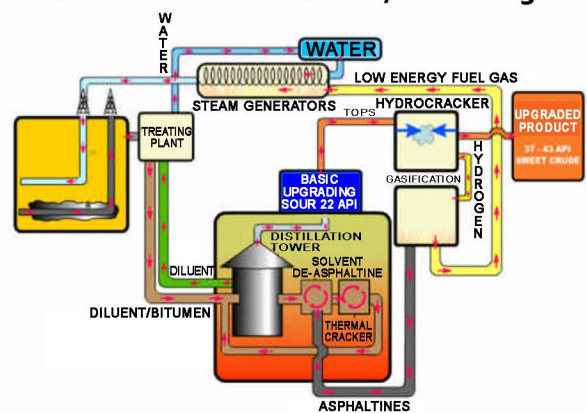 WATER
WATER
LOW ENERGY FUEL GAS
STEAM GENERATORS
HYDROCRACKER
TOPS
UPGRADED
PRODUCT
37 - 43 API
SWEET CRUDE
TREATING
PLANT
HYDROGEN
GASIFICATION
BASIC
UPGRADING
SOUR 22 API
DISTILLATION
TOWER
SOLVENT
DE-ASPHALTINE
DILUENT
DILUENT/BITUMEN
THERMAL
CRACKER
ASPHALTINES